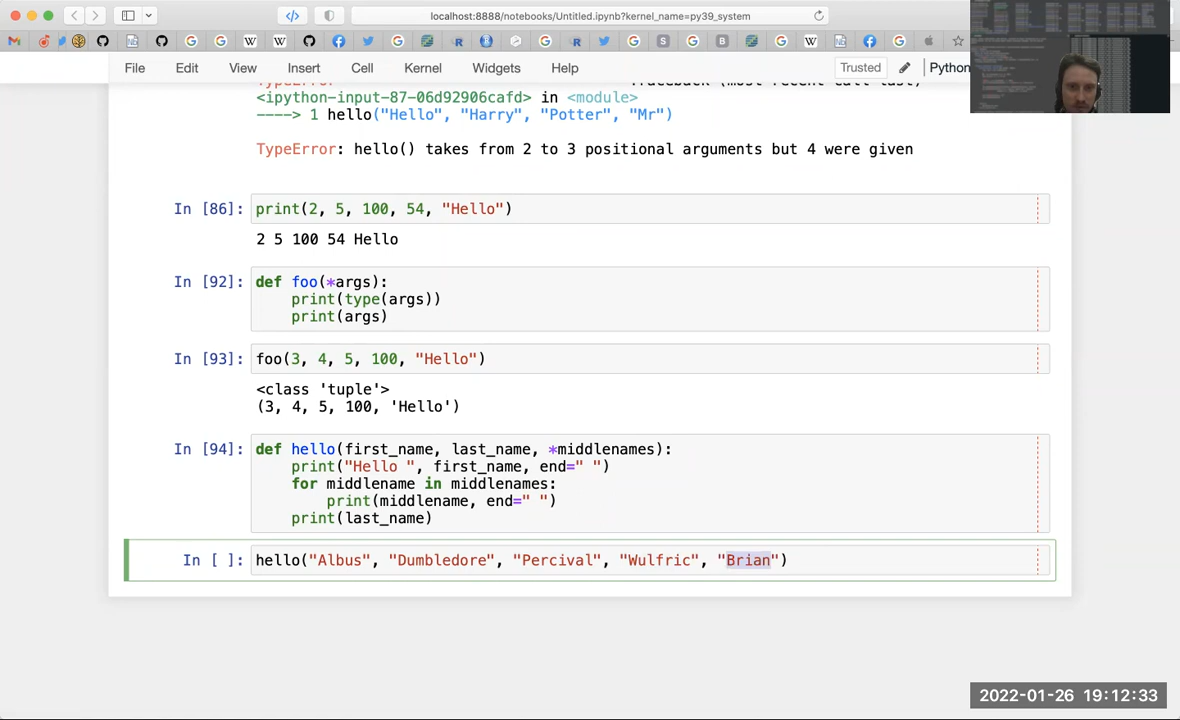 localhost:8888/notebooks/Untitled.ipynb?kernel_name=py39_system
File Edit View Insert Cell Kernel Widgets Help Trusted Python
<ipython-input-87-06d92906cafd> in <module>
----> 1 hello("Hello", "Harry", "Potter", "Mr")
TypeError: hello() takes from 2 to 3 positional arguments but 4 were given
In [86]: print(2, 5, 100, 54, "Hello")
2 5 100 54 Hello
In [92]: def foo(*args):
print(type(args))
print(args)
In [93]: foo(3, 4, 5, 100, "Hello")
<class 'tuple'>
(3, 4, 5, 100, 'Hello')
In [94]: def hello(first_name, last_name, *middlenames):
print("Hello ", first_name, end=" ")
for middlename in middlenames:
print(middlename, end=" ")
print(last_name)
In [ ]: hello("Albus", "Dumbledore", "Percival", "Wulfric", "Brian")
2022-01-26 19:12:33